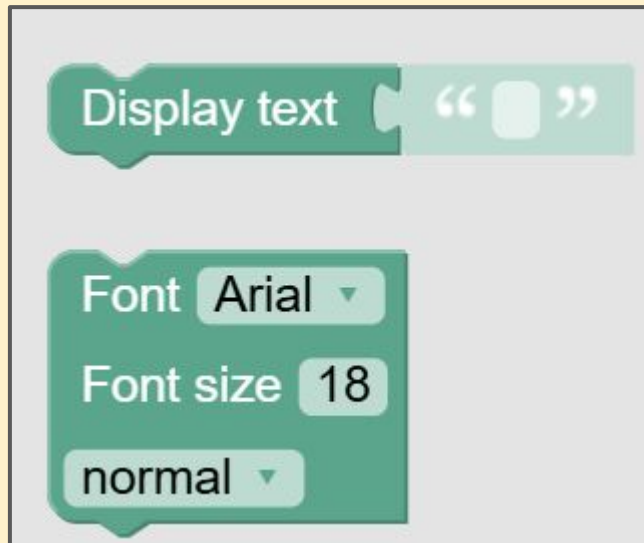 Display text “ ”
Font Arial
Font size 18
normal